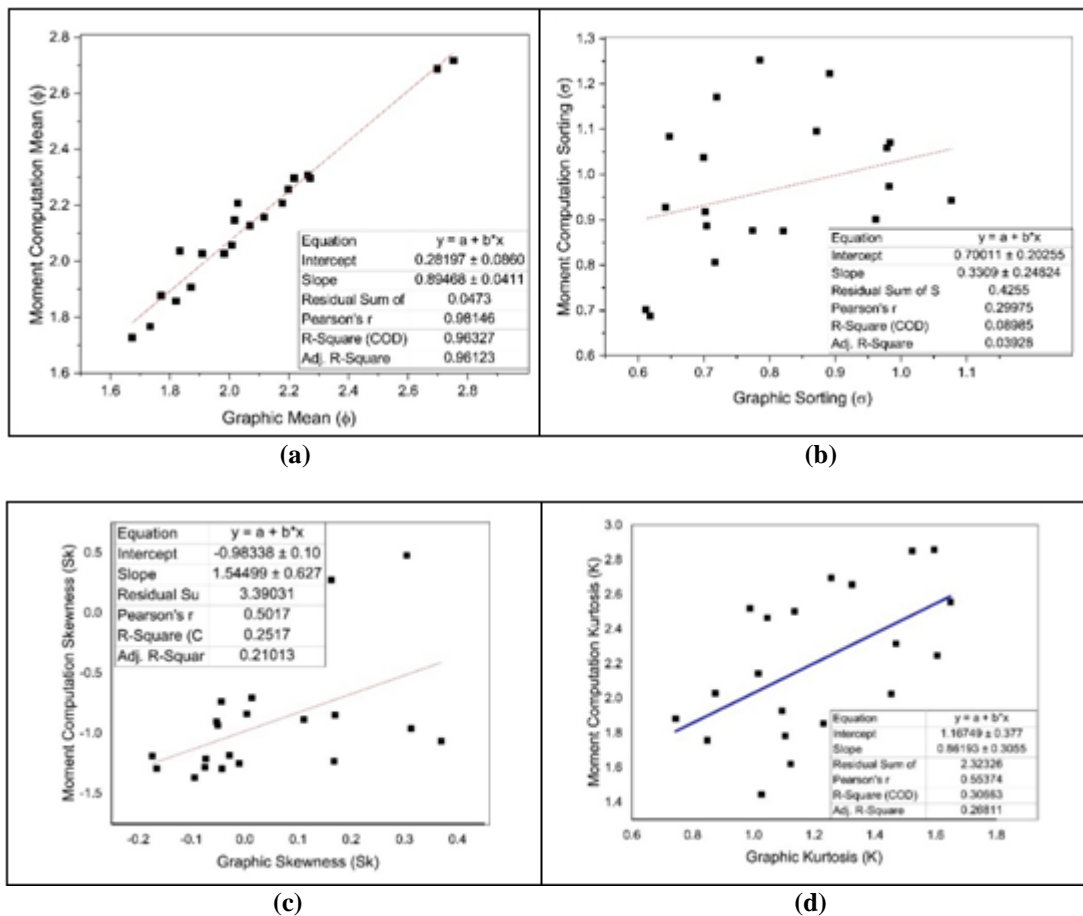 Moment Computation Mean (ϕ)
2.8
2.6
2.4
2.2
2.0
1.8
1.6
Equation y = a + b*x
Intercept 0.28197 ± 0.0860
Slope 0.89468 ± 0.0411
Residual Sum of 0.0473
Pearson's r 0.98146
R-Square (COD) 0.96327
Adj. R-Square 0.96123
1.6 1.8 2.0 2.2 2.4 2.6 2.8 3.0
Graphic Mean (ϕ)
(a)
Moment Computation Sorting (σ)
1.3
1.2
1.1
1.0
0.9
0.8
0.7
0.6
Equation y = a + b*x
Intercept 0.70011 ± 0.20255
Slope 0.3309 ± 0.24824
Residual Sum of S 0.4255
Pearson's r 0.29975
R-Square (COD) 0.08985
Adj. R-Square 0.03928
0.6 0.7 0.8 0.9 1.0 1.1
Graphic Sorting (σ)
(b)
Moment Computation Skewness (Sk)
0.5
0.0
-0.5
-1.0
-1.5
Equation y = a + b*x
Intercept -0.98338 ± 0.10
Slope 1.54499 ± 0.627
Residual Su 3.39031
Pearson's r 0.5017
R-Square (C 0.2517
Adj. R-Squar 0.21013
-0.2 -0.1 0.0 0.1 0.2 0.3 0.4
Graphic Skewness (Sk)
(c)
Moment Computation Kurtosis (K)
3.0
2.8
2.6
2.4
2.2
2.0
1.8
1.6
1.4
Equation y = a + b*x
Intercept 1.16749 ± 0.377
Slope 0.86193 ± 0.3055
Residual Sum of 2.32326
Pearson's r 0.55374
R-Square (COD) 0.30663
Adj. R-Square 0.26811
0.6 0.8 1.0 1.2 1.4 1.6 1.8
Graphic Kurtosis (K)
(d)